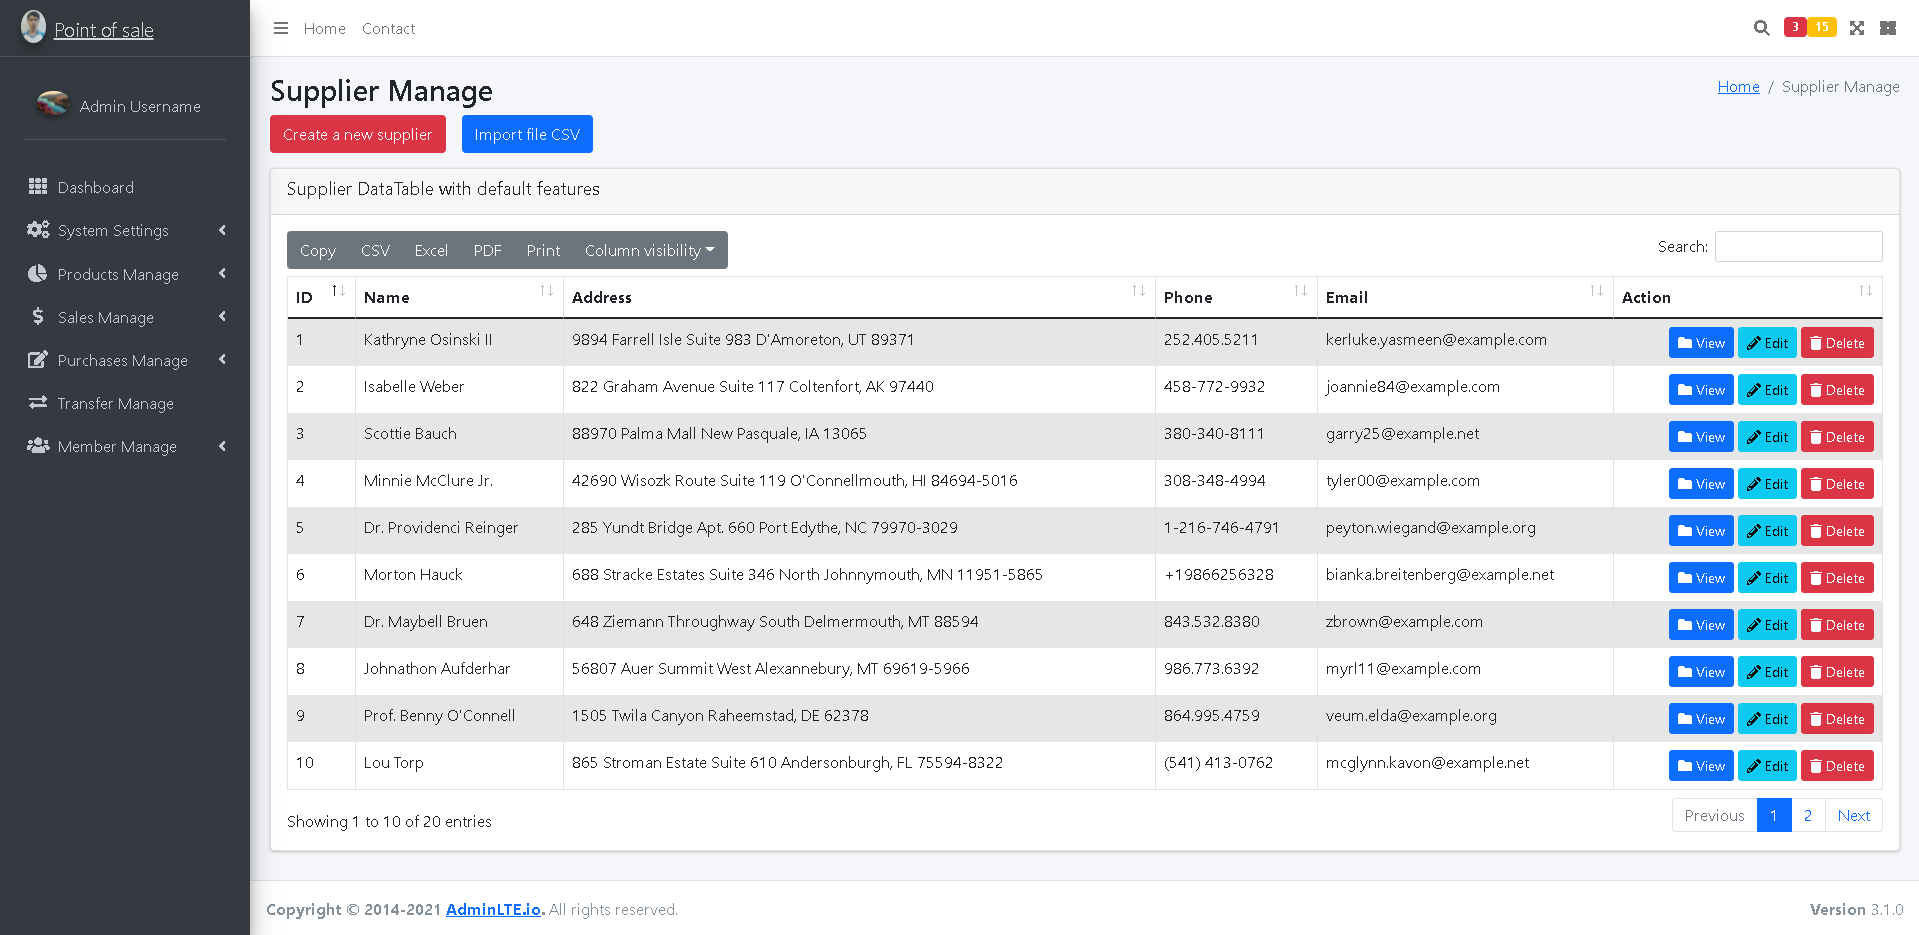 Point of sale
Home Contact
3 15
Admin Username
Dashboard
System Settings
Products Manage
Sales Manage
Purchases Manage
Transfer Manage
Member Manage
Supplier Manage
Home / Supplier Manage
Create a new supplier Import file CSV
Supplier DataTable with default features
Copy CSV Excel PDF Print Column visibility
Search:
ID Name Address Phone Email Action
1 Kathryne Osinski II 9894 Farrell Isle Suite 983 D'Amoreton, UT 89371 252.405.5211 kerluke.yasmeen@example.com View Edit Delete
2 Isabelle Weber 822 Graham Avenue Suite 117 Coltenfort, AK 97440 458-772-9932 joannie84@example.com View Edit Delete
3 Scottie Bauch 88970 Palma Mall New Pasquale, IA 13065 380-340-8111 garry25@example.net View Edit Delete
4 Minnie McClure Jr. 42690 Wisozk Route Suite 119 O'Connellmouth, HI 84694-5016 308-348-4994 tyler00@example.com View Edit Delete
5 Dr. Providenci Reinger 285 Yundt Bridge Apt. 660 Port Edythe, NC 79970-3029 1-216-746-4791 peyton.wiegand@example.org View Edit Delete
6 Morton Hauck 688 Stracke Estates Suite 346 North Johnnymouth, MN 11951-5865 +19866256328 bianka.breitenberg@example.net View Edit Delete
7 Dr. Maybell Bruen 648 Ziemann Throughway South Delmermouth, MT 88594 843.532.8380 zbrown@example.com View Edit Delete
8 Johnathon Aufderhar 56807 Auer Summit West Alexannebury, MT 69619-5966 986.773.6392 myrl11@example.com View Edit Delete
9 Prof. Benny O'Connell 1505 Twila Canyon Raheemstad, DE 62378 864.995.4759 veum.elda@example.org View Edit Delete
10 Lou Torp 865 Stroman Estate Suite 610 Andersonburgh, FL 75594-8322 (541) 413-0762 mcglynn.kavon@example.net View Edit Delete
Showing 1 to 10 of 20 entries
Previous 1 2 Next
Copyright © 2014-2021 AdminLTE.io. All rights reserved.
Version 3.1.0